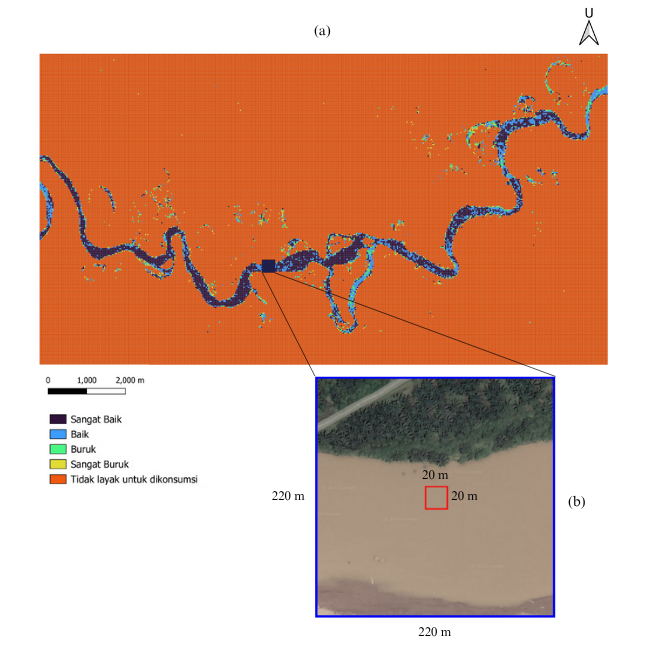 U
(a)
0 1,000 2,000 m
Sangat Baik
Baik
Buruk
Sangat Buruk
Tidak layak untuk dikonsumsi
20 m
20 m
220 m
(b)
220 m